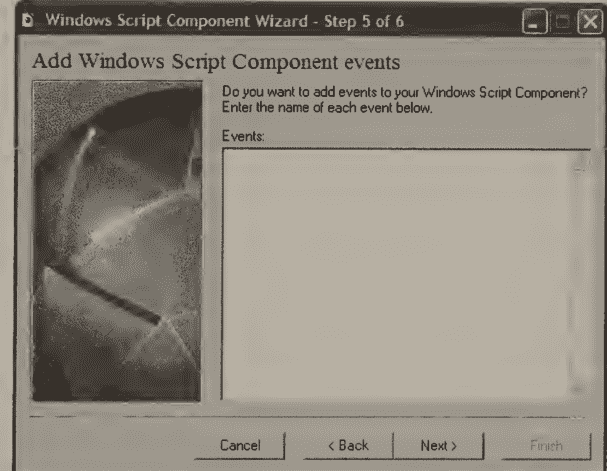 Windows Script Component Wizard - Step 5 of 6
Add Windows Script Component events
Do you want to add events to your Windows Script Component?
Enter the name of each event below.
Events:
Cancel
< Back
Next >
Finish